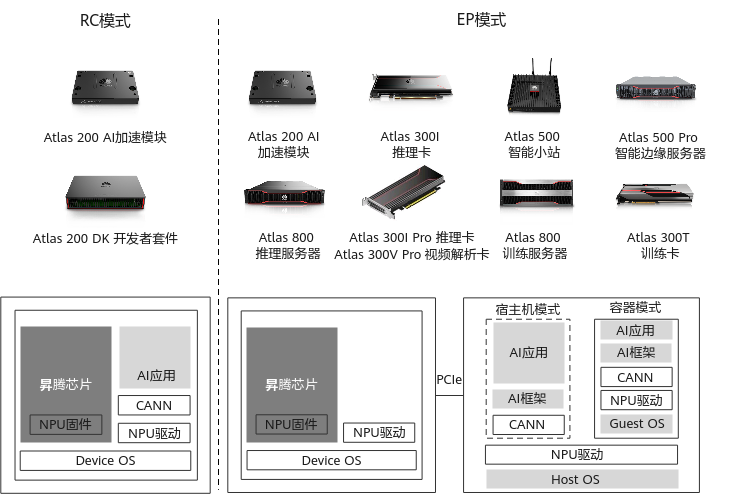 RC模式
EP模式
Atlas 200 AI加速模块
Atlas 200 DK 开发者套件
Atlas 200 AI
加速模块
Atlas 300I
推理卡
Atlas 500
智能小站
Atlas 500 Pro
智能边缘服务器
Atlas 800
推理服务器
Atlas 300I Pro 推理卡
Atlas 300V Pro 视频解析卡
Atlas 800
训练服务器
Atlas 300T
训练卡
昇腾芯片
NPU固件
AI应用
CANN
NPU驱动
Device OS
昇腾芯片
NPU固件
NPU驱动
Device OS
PCIe
宿主机模式
AI应用
AI框架
CANN
容器模式
AI应用
AI框架
CANN
NPU驱动
Guest OS
NPU驱动
Host OS